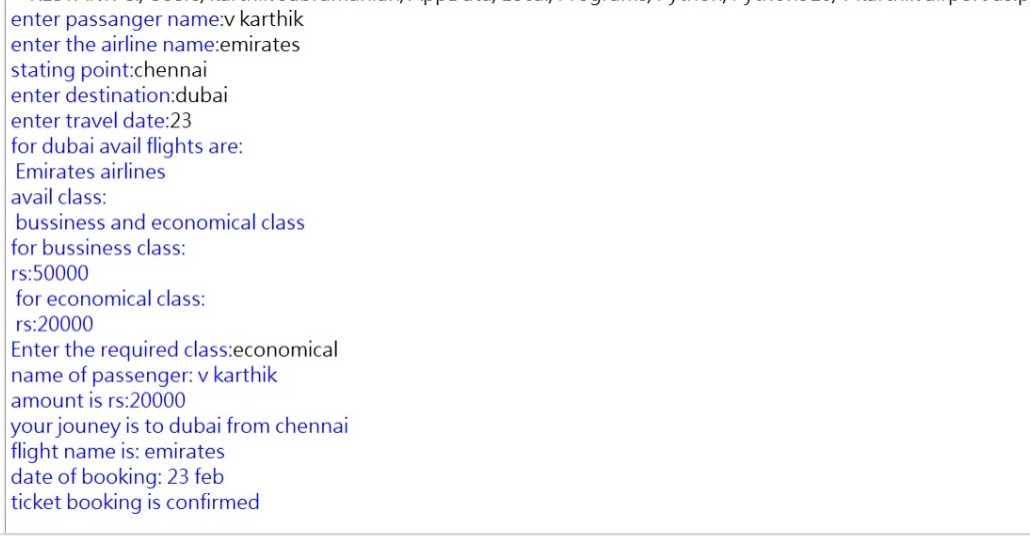 enter passanger name:v karthik
enter the airline name:emirates
stating point:chennai
enter destination:dubai
enter travel date:23
for dubai avail flights are:
Emirates airlines
avail class:
bussiness and economical class
for bussiness class:
rs:50000
for economical class:
rs:20000
Enter the required class:economical
name of passenger: v karthik
amount is rs:20000
your jouney is to dubai from chennai
flight name is: emirates
date of booking: 23 feb
ticket booking is confirmed